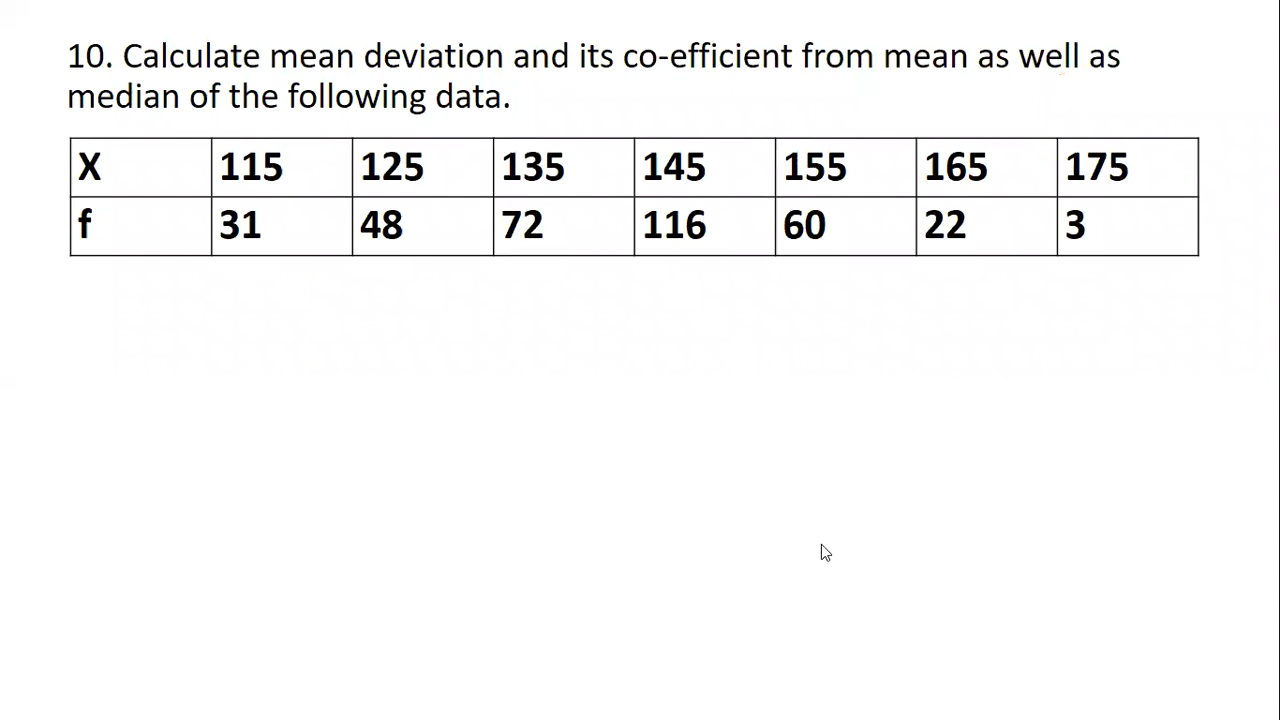 10. Calculate mean deviation and its co-efficient from mean as well as
median of the following data.
X 115 125 135 145 155 165 175
f 31 48 72 116 60 22 3